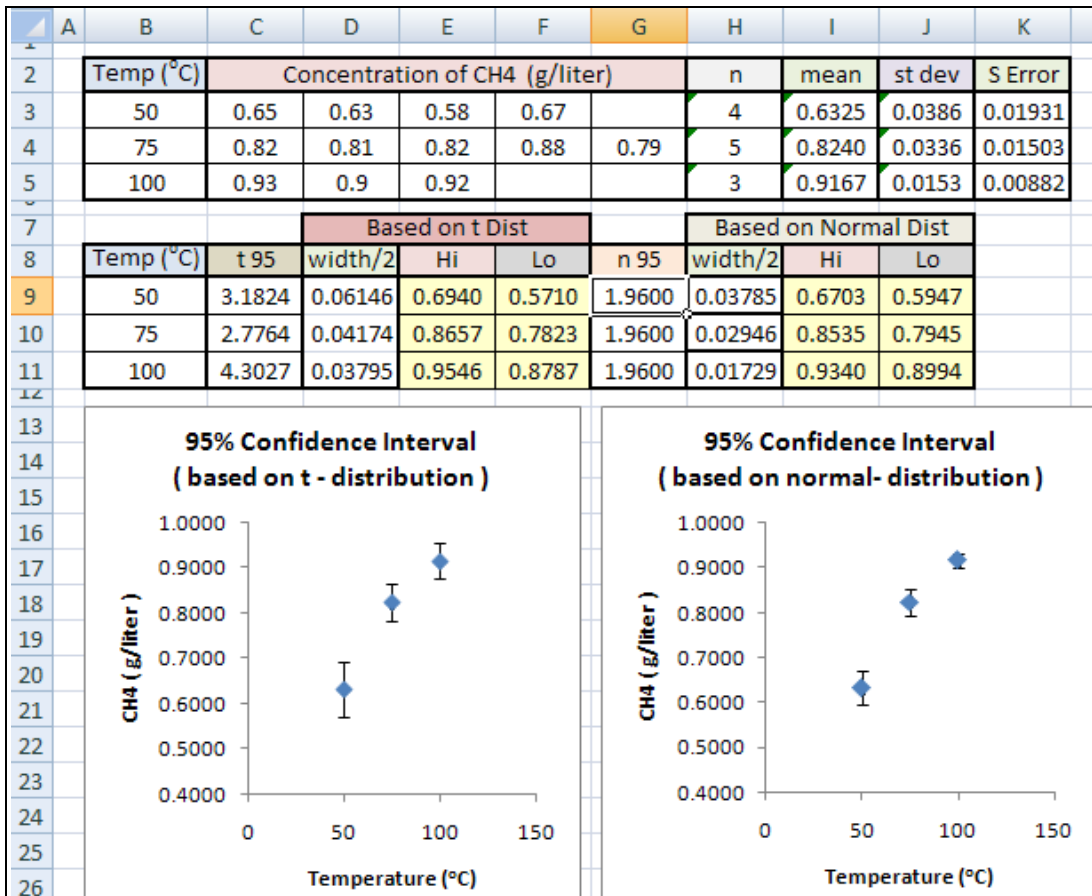 A B C D E F G H I J K
1
2 Temp (°C) Concentration of CH4 (g/liter) n mean st dev S Error
3 50 0.65 0.63 0.58 0.67 4 0.6325 0.0386 0.01931
4 75 0.82 0.81 0.82 0.88 0.79 5 0.8240 0.0336 0.01503
5 100 0.93 0.9 0.92 3 0.9167 0.0153 0.00882
7 Based on t Dist Based on Normal Dist
8 Temp (°C) t 95 width/2 Hi Lo n 95 width/2 Hi Lo
9 50 3.1824 0.06146 0.6940 0.5710 1.9600 0.03785 0.6703 0.5947
10 75 2.7764 0.04174 0.8657 0.7823 1.9600 0.02946 0.8535 0.7945
11 100 4.3027 0.03795 0.9546 0.8787 1.9600 0.01729 0.9340 0.8994
12
13
14
15
16
17
18
19
20
21
22
23
24
25
26
95% Confidence Interval
( based on t - distribution )
1.0000
0.9000
0.8000
0.7000
0.6000
0.5000
0.4000
CH4 ( g/liter )
0 50 100 150
Temperature (°C)
95% Confidence Interval
( based on normal- distribution )
1.0000
0.9000
0.8000
0.7000
0.6000
0.5000
0.4000
CH4 ( g/liter )
0 50 100 150
Temperature (°C)